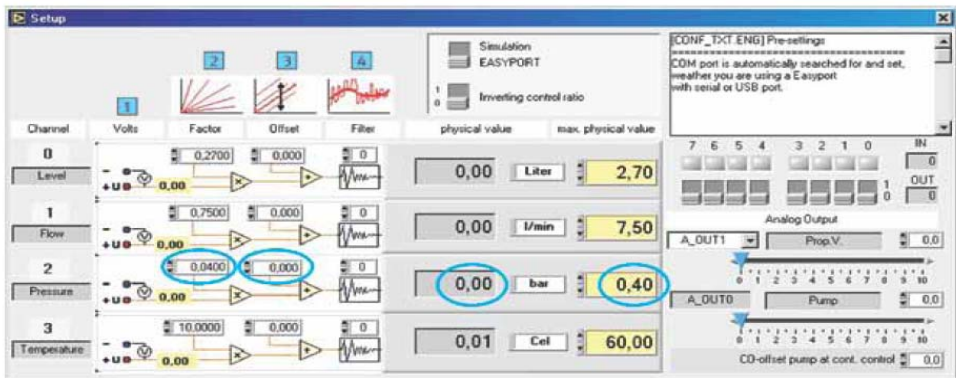 Setup
[CONF_TXT.ENG] Pre-settings
COM port is automatically searched for and set,
weather you are using a Easyport
with serial or USB port.
Simulation
EASYPORT
1
0
Inverting control ratio
1 2 3 4
Channel Volts Factor Offset Filter physical value max. physical value
0 0,2700 0,000 0
Level - +U 0,00 0,00 Liter 2,70
1 0,7500 0,000 0
Flow - +U 0,00 0,00 l/min 7,50
2 0,0400 0,000 0
Pressure - +U 0,00 0,00 bar 0,40
3 10,0000 0,000 0
Temperature - +U 0,00 0,01 Cel 60,00
7 6 5 4 3 2 1 0 IN
0
OUT
1
0 0
Analog Output
A_OUT1 Prop.V. 0,0
0 1 2 3 4 5 6 7 8 9 10
A_OUT0 Pump 0,0
0 1 2 3 4 5 6 7 8 9 10
CO-offset pump at cont. control 0,0